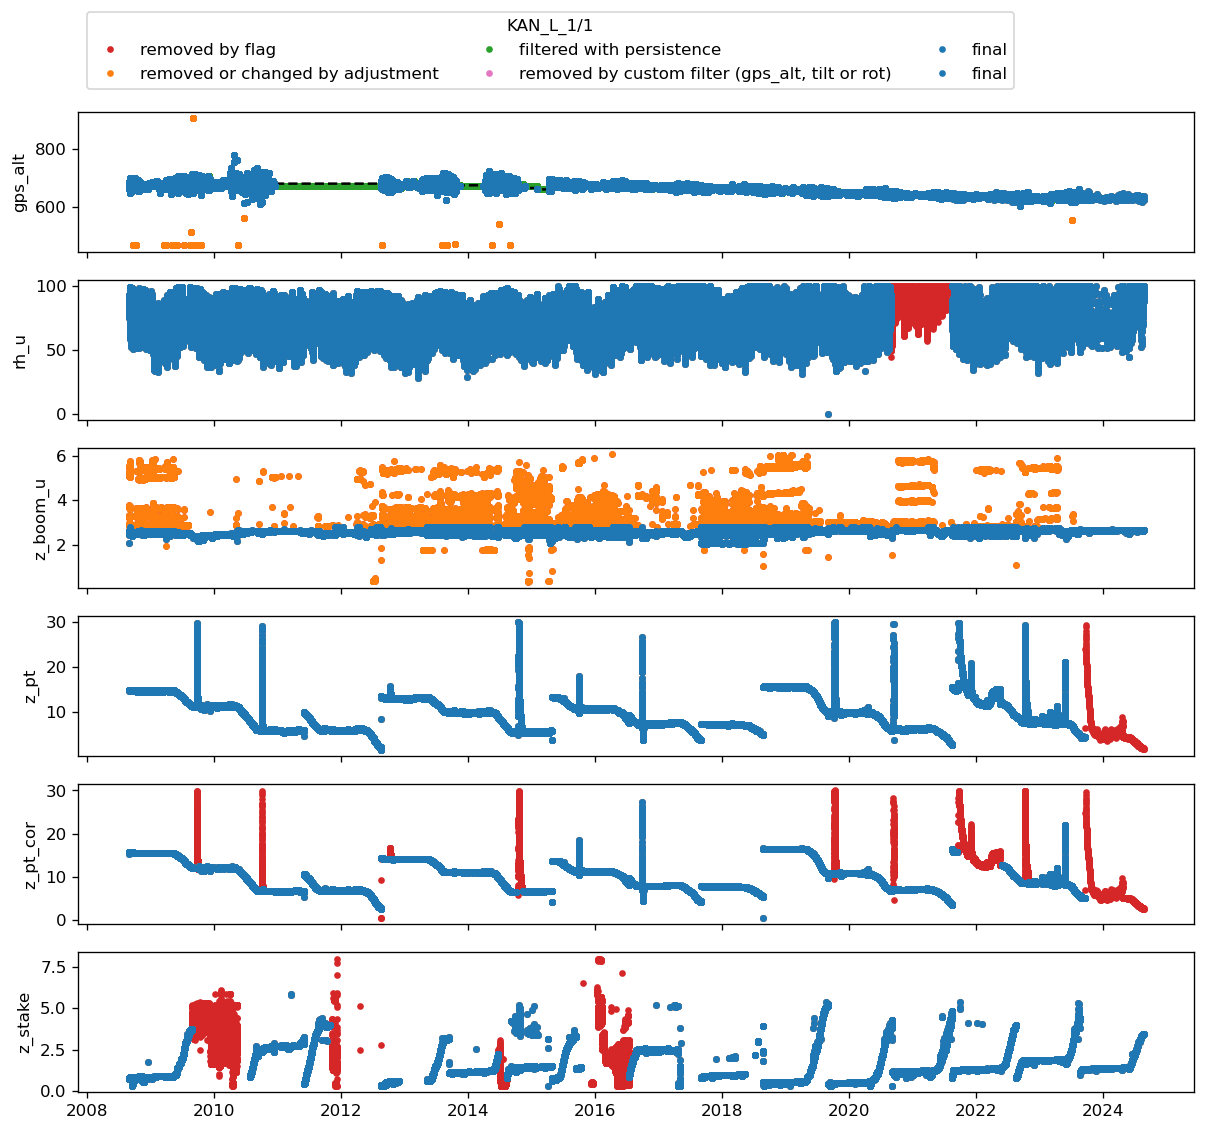 KAN_L_1/1
removed by flag
filtered with persistence
final
removed or changed by adjustment
removed by custom filter (gps_alt, tilt or rot)
final
800
600
gps_alt
100
50
0
rh_u
6
4
2
z_boom_u
30
20
10
z_pt
30
20
10
0
z_pt_cor
7.5
5.0
2.5
0.0
z_stake
2008 2010 2012 2014 2016 2018 2020 2022 2024